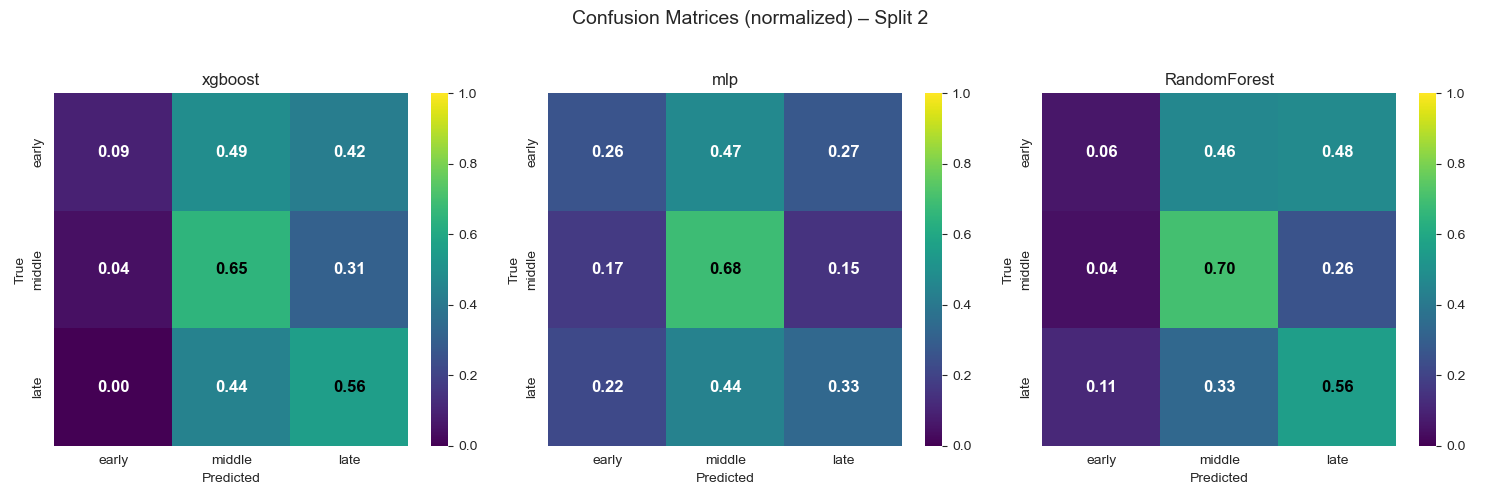 Confusion Matrices (normalized) – Split 2
xgboost
True
early
middle
late
0.09 0.49 0.42
0.04 0.65 0.31
0.00 0.44 0.56
early middle late
Predicted
1.0
0.8
0.6
0.4
0.2
0.0
mlp
True
early
middle
late
0.26 0.47 0.27
0.17 0.68 0.15
0.22 0.44 0.33
early middle late
Predicted
1.0
0.8
0.6
0.4
0.2
0.0
RandomForest
True
early
middle
late
0.06 0.46 0.48
0.04 0.70 0.26
0.11 0.33 0.56
early middle late
Predicted
1.0
0.8
0.6
0.4
0.2
0.0